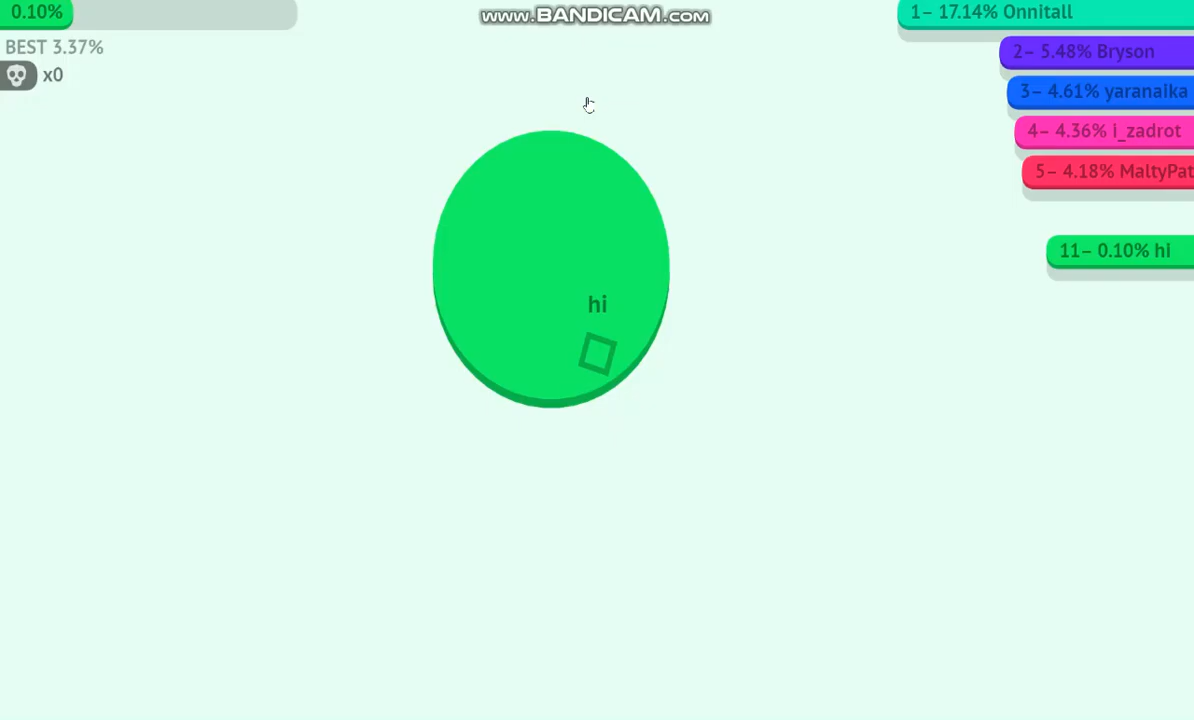 0.10%
BEST 3.37%
x0
www.BANDICAM.com
1- 17.14% Onnitall
2- 5.48% Bryson
3- 4.61% yaranaika
4- 4.36% i_zadrot
5- 4.18% MaltyPat
11- 0.10% hi
hi